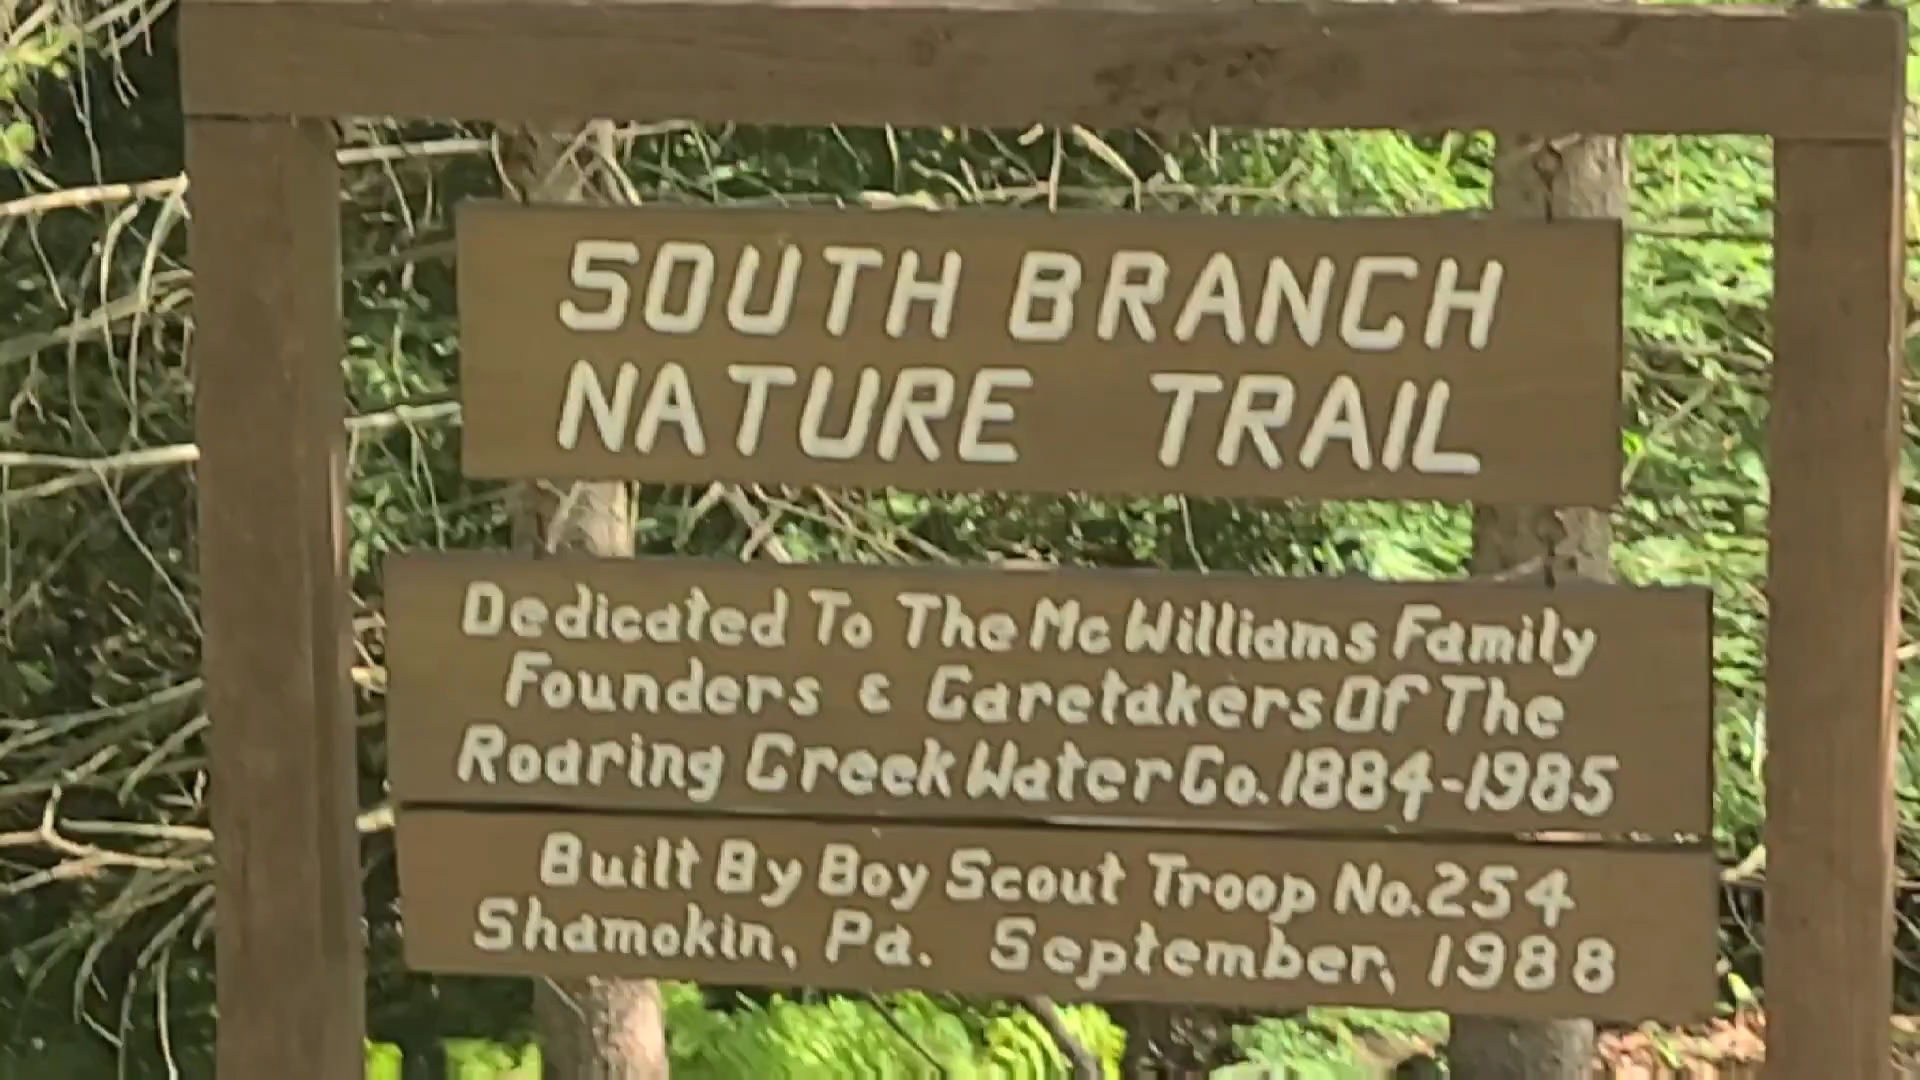 SOUTH BRANCH
NATURE TRAIL
Dedicated To The McWilliams Family
Founders & Caretakers Of The
Roaring Creek Water Co. 1884-1985
Built By Boy Scout Troop No. 254
Shamokin, Pa. September, 1988